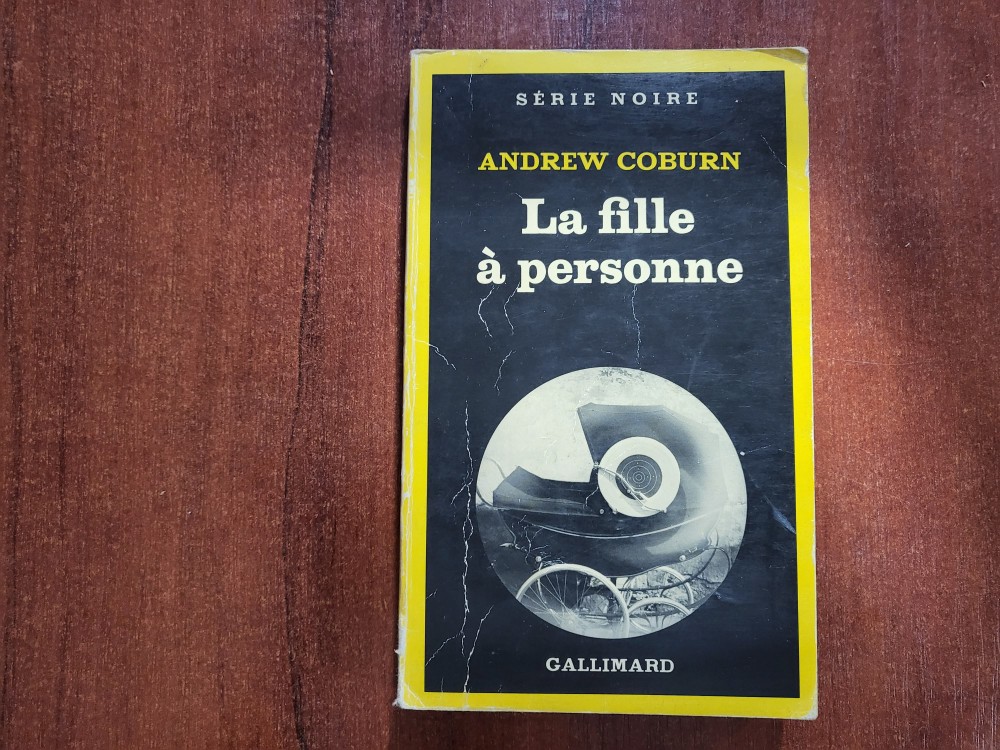 SÉRIE NOIRE
ANDREW COBURN
La fille
à personne
GALLIMARD